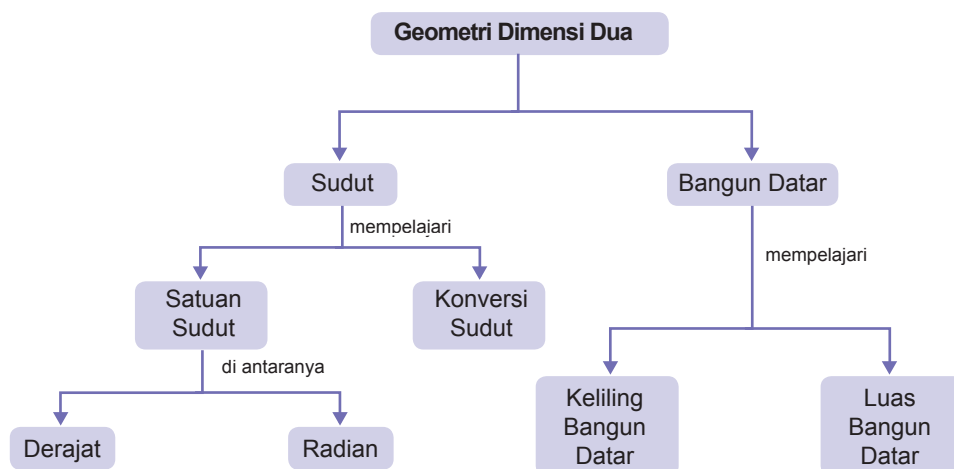 Geometri Dimensi Dua
Sudut
Bangun Datar
mempelajari
mempelajari
Satuan
Sudut
Konversi
Sudut
di antaranya
Derajat
Radian
Keliling
Bangun
Datar
Luas
Bangun
Datar